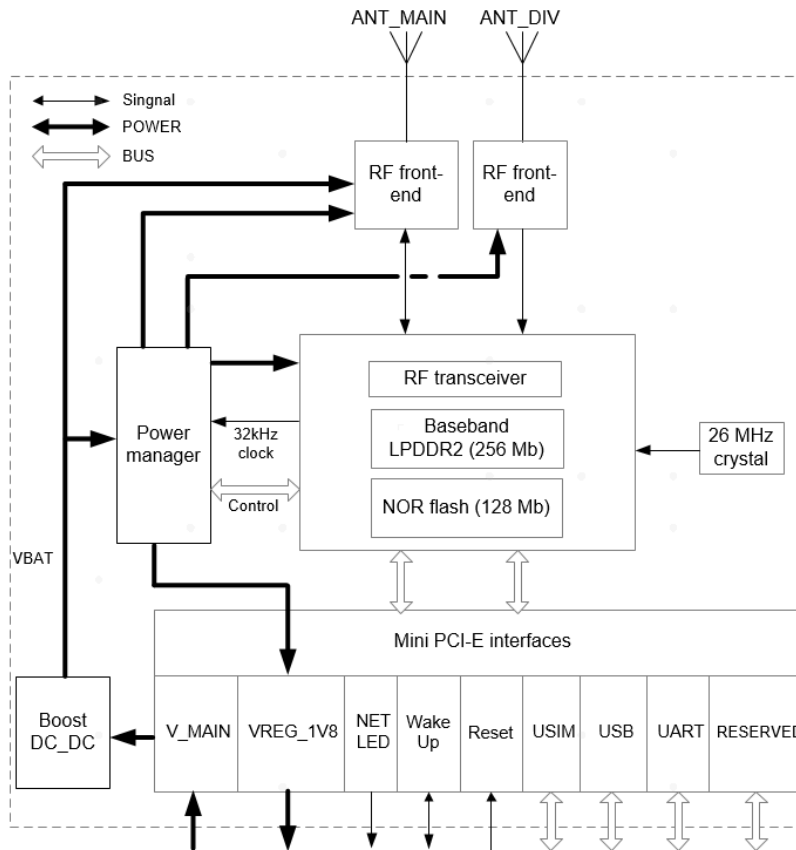 ANT_MAIN
ANT_DIV
Singnal
POWER
BUS
RF front-
end
RF front-
end
RF transceiver
Baseband
LPDDR2 (256 Mb)
NOR flash (128 Mb)
26 MHz
crystal
Power
manager
32kHz
clock
Control
VBAT
Mini PCI-E interfaces
Boost
DC_DC
V_MAIN
VREG_1V8
NET
LED
Wake
Up
Reset
USIM
USB
UART
RESERVED